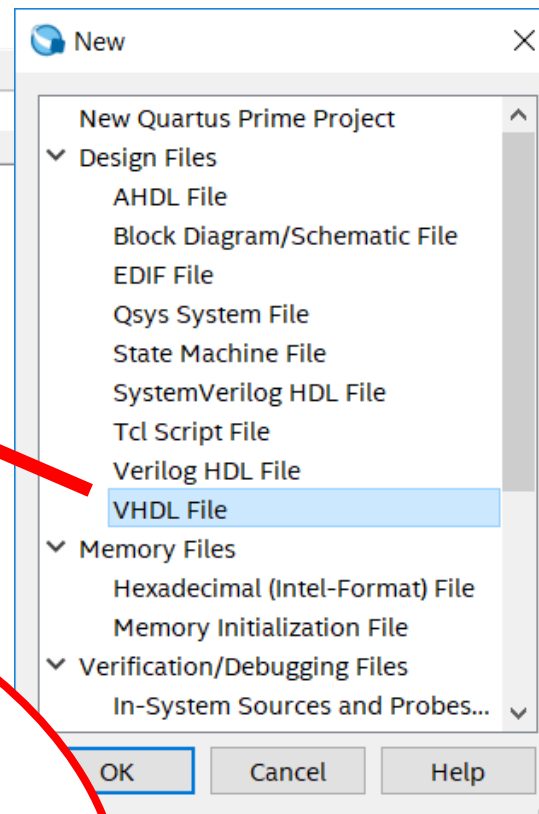 New
New Quartus Prime Project
Design Files
AHDL File
Block Diagram/Schematic File
EDIF File
Qsys System File
State Machine File
SystemVerilog HDL File
Tcl Script File
Verilog HDL File
VHDL File
Memory Files
Hexadecimal (Intel-Format) File
Memory Initialization File
Verification/Debugging Files
In-System Sources and Probes...
OK Cancel Help